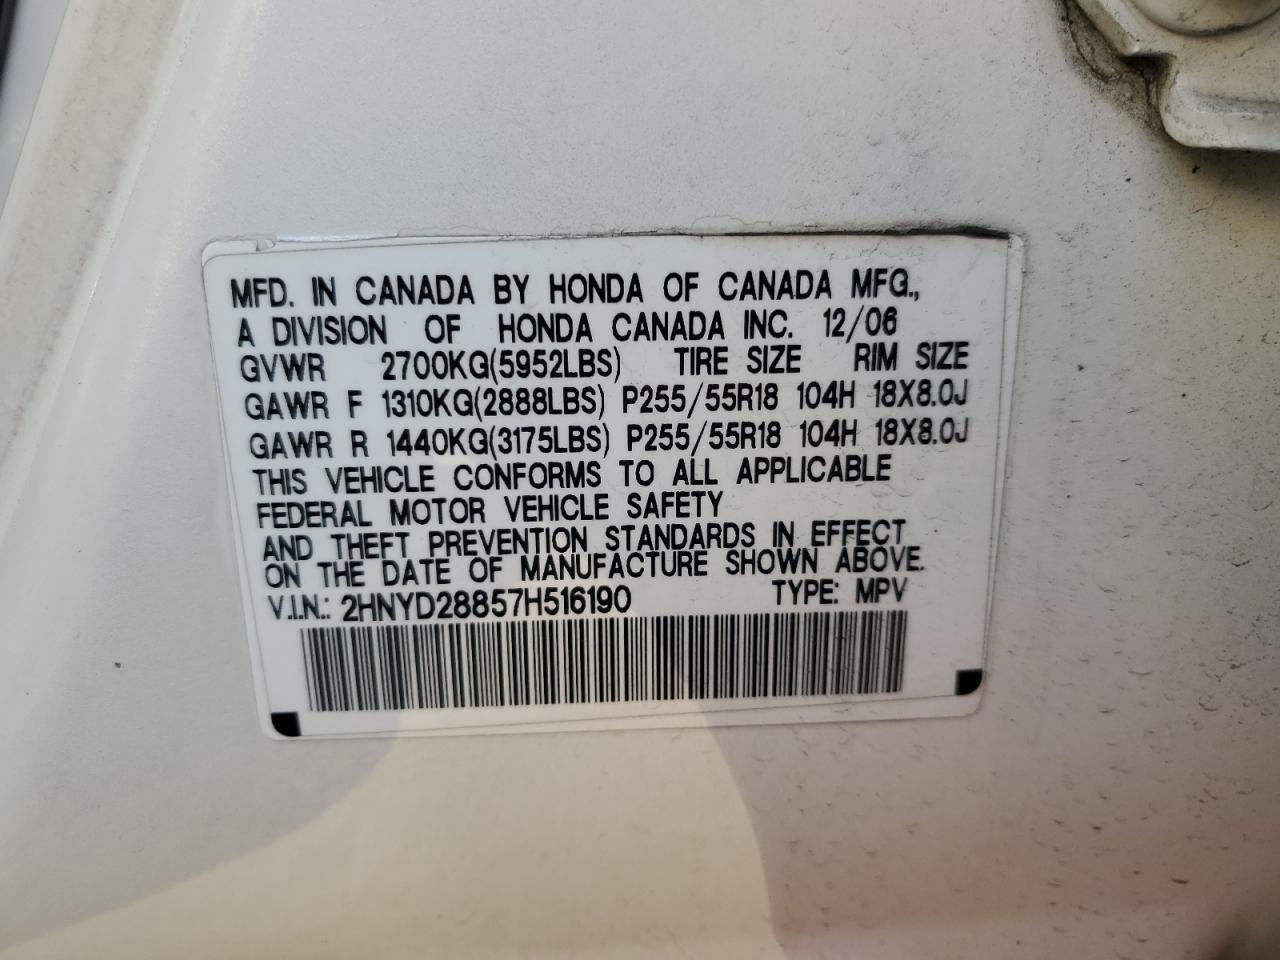 MFD. IN CANADA BY HONDA OF CANADA MFG.,
A DIVISION OF HONDA CANADA INC. 12/06
GVWR 2700KG(5952LBS) TIRE SIZE RIM SIZE
GAWR F 1310KG(2888LBS) P255/55R18 104H 18X8.0J
GAWR R 1440KG(3175LBS) P255/55R18 104H 18X8.0J
THIS VEHICLE CONFORMS TO ALL APPLICABLE
FEDERAL MOTOR VEHICLE SAFETY
AND THEFT PREVENTION STANDARDS IN EFFECT
ON THE DATE OF MANUFACTURE SHOWN ABOVE.
V.I.N.: 2HNYD28857H516190 TYPE: MPV